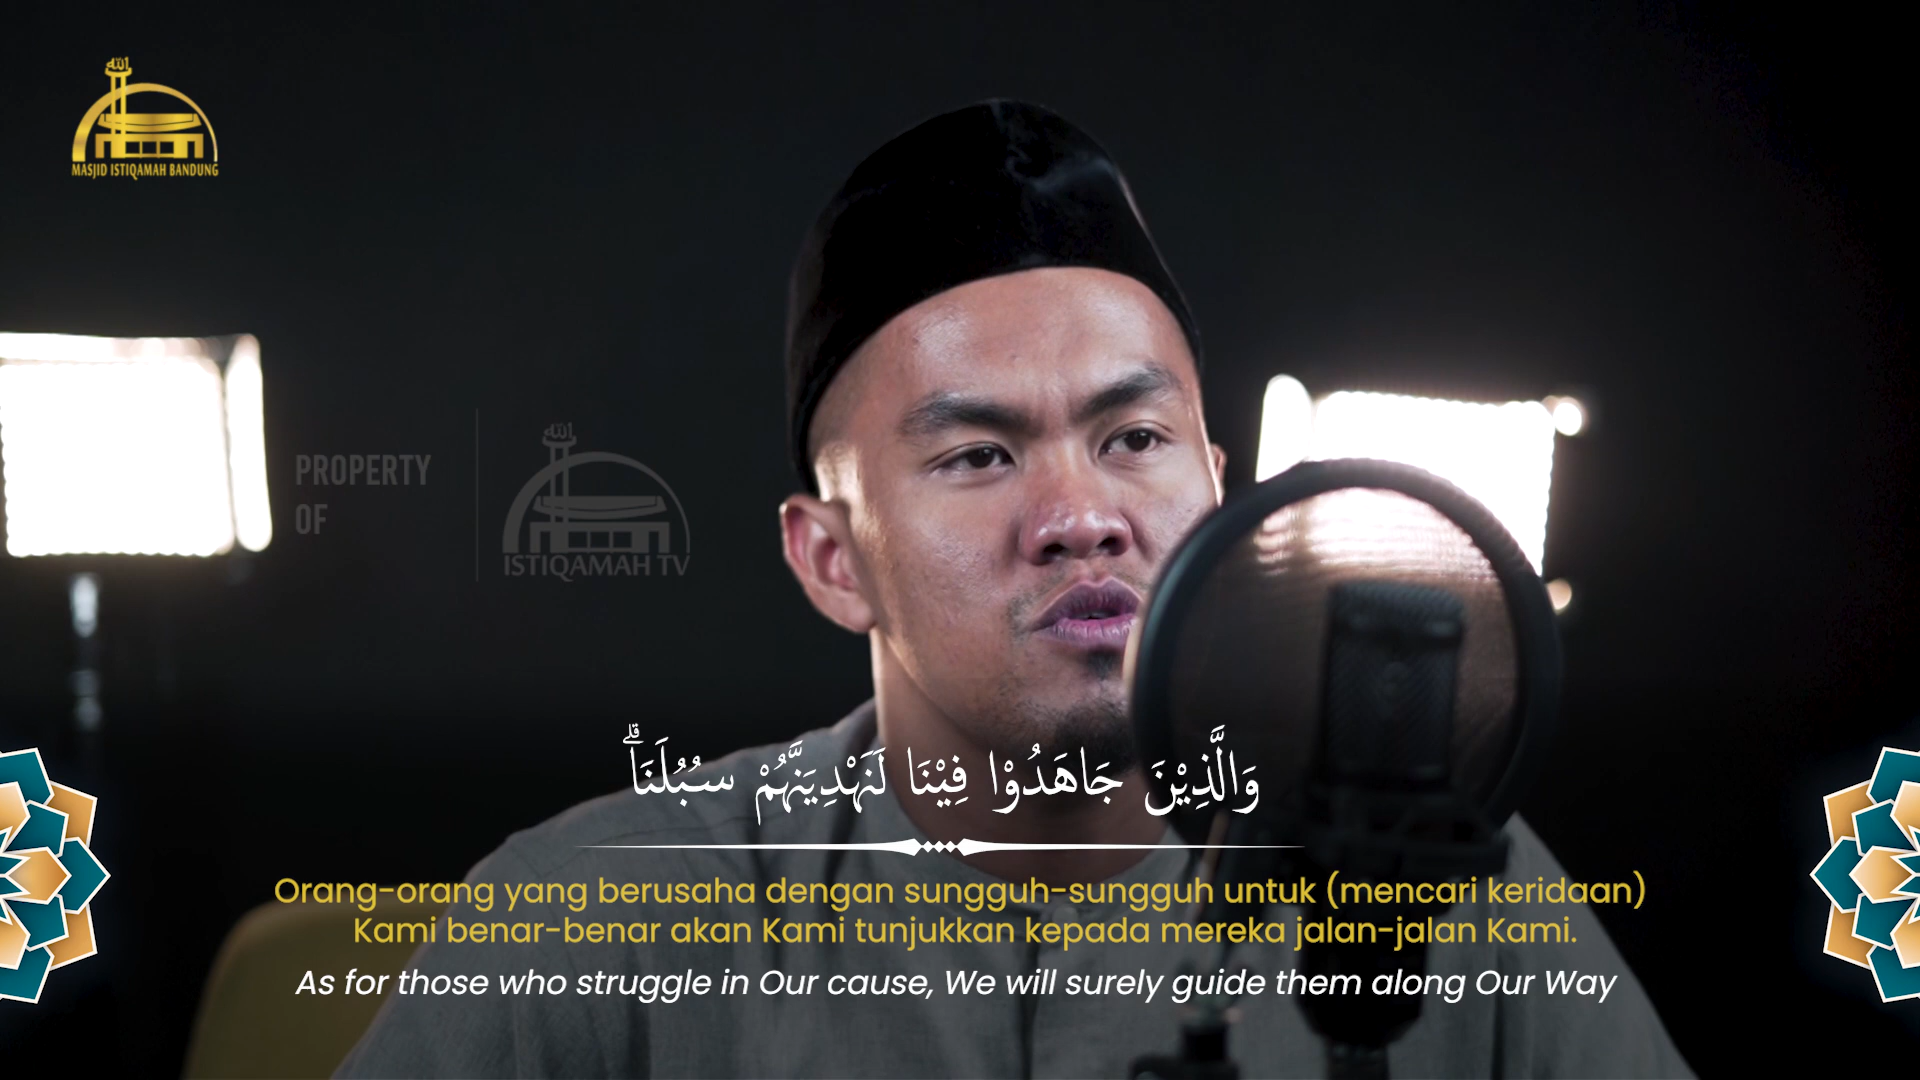 الله
MASJID ISTIQAMAH BANDUNG
PROPERTY
OF
الله
ISTIQAMAH TV
وَالَّذِيْنَ جَاهَدُوْا فِيْنَا لَنَهْدِيَنَّهُمْ سُبُلَنَاۗ
Orang-orang yang berusaha dengan sungguh-sungguh untuk (mencari keridaan)
Kami benar-benar akan Kami tunjukkan kepada mereka jalan-jalan Kami.
As for those who struggle in Our cause, We will surely guide them along Our Way